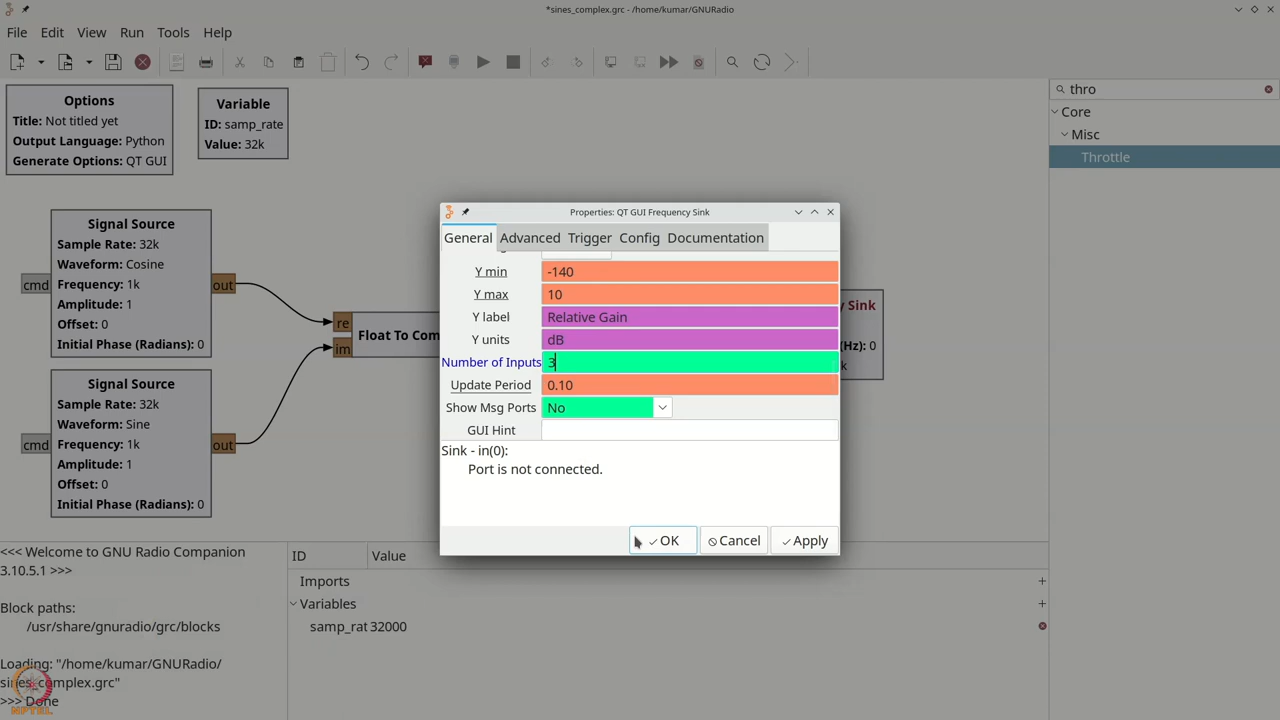 *sines_complex.grc - /home/kumar/GNURadio
File Edit View Run Tools Help
Options
Title: Not titled yet
Output Language: Python
Generate Options: QT GUI
Variable
ID: samp_rate
Value: 32k
Signal Source
Sample Rate: 32k
Waveform: Cosine
Frequency: 1k
Amplitude: 1
Offset: 0
Initial Phase (Radians): 0
cmd
out
Signal Source
Sample Rate: 32k
Waveform: Sine
Frequency: 1k
Amplitude: 1
Offset: 0
Initial Phase (Radians): 0
cmd
out
re
im
Float To Com
Properties: QT GUI Frequency Sink
General Advanced Trigger Config Documentation
Y min -140
Y max 10
Y label Relative Gain
Y units dB
Number of Inputs 3
Update Period 0.10
Show Msg Ports No
GUI Hint
Sink - in(0):
Port is not connected.
OK Cancel Apply
y Sink
(Hz): 0
k
thro
Core
Misc
Throttle
<<< Welcome to GNU Radio Companion
3.10.5.1 >>>
Block paths:
/usr/share/gnuradio/grc/blocks
Loading: "/home/kumar/GNURadio/
sines_complex.grc"
>>> Done
ID Value
Imports
Variables
samp_rat 32000
NPTEL